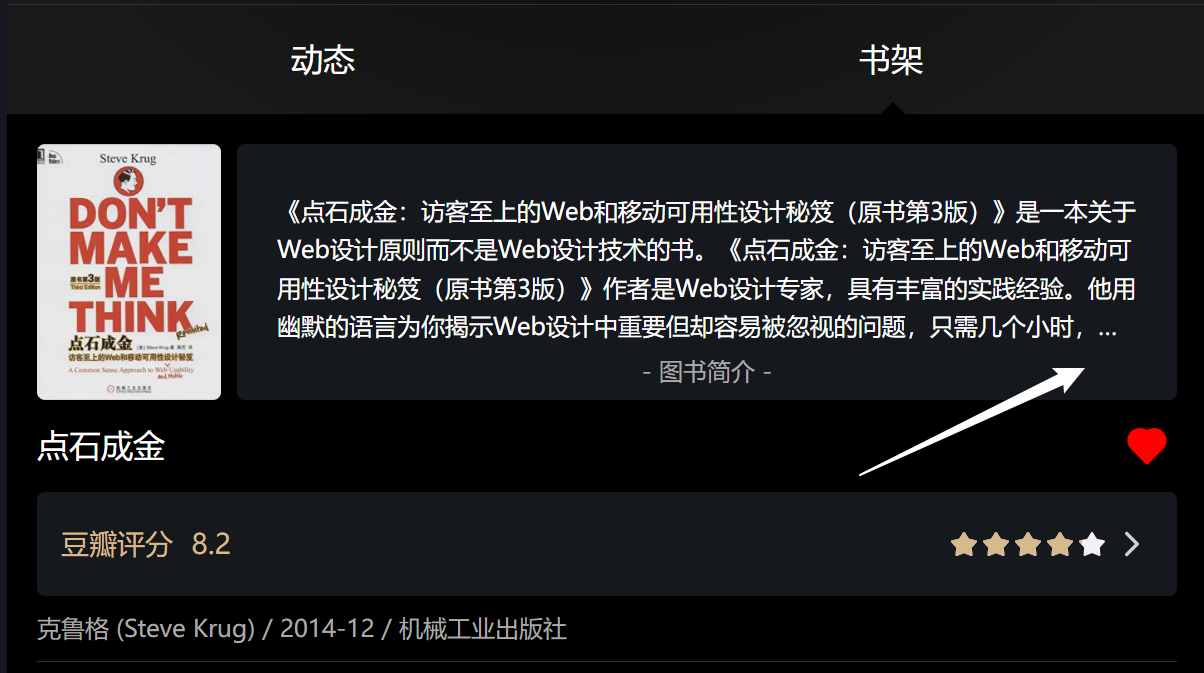 动态
书架
Steve Krug
DON'T
MAKE
ME
原书第3版
Third Edition
THINK
Revisited
点石成金
访客至上的Web和移动可用性设计秘笈
A Common Sense Approach to Web Usability
and Mobile
机械工业出版社
《点石成金：访客至上的Web和移动可用性设计秘笈（原书第3版）》是一本关于
Web设计原则而不是Web设计技术的书。《点石成金：访客至上的Web和移动可
用性设计秘笈（原书第3版）》作者是Web设计专家，具有丰富的实践经验。他用
幽默的语言为你揭示Web设计中重要但却容易被忽视的问题，只需几个小时，...
- 图书简介 -
点石成金
豆瓣评分 8.2
克鲁格 (Steve Krug) / 2014-12 / 机械工业出版社